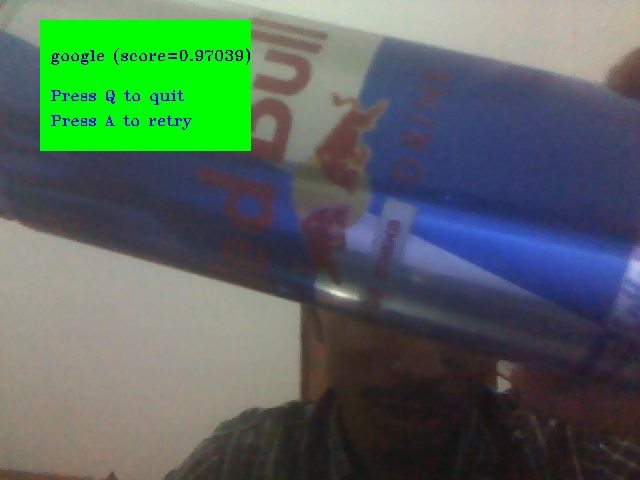 google (score=0.97039)
Press Q to quit
Press A to retry
Red Bull
DRINK